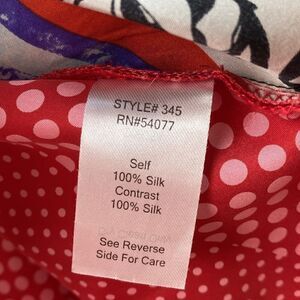 STYLE# 345
RN#54077
Self
100% Silk
Contrast
100% Silk
See Reverse
Side For Care